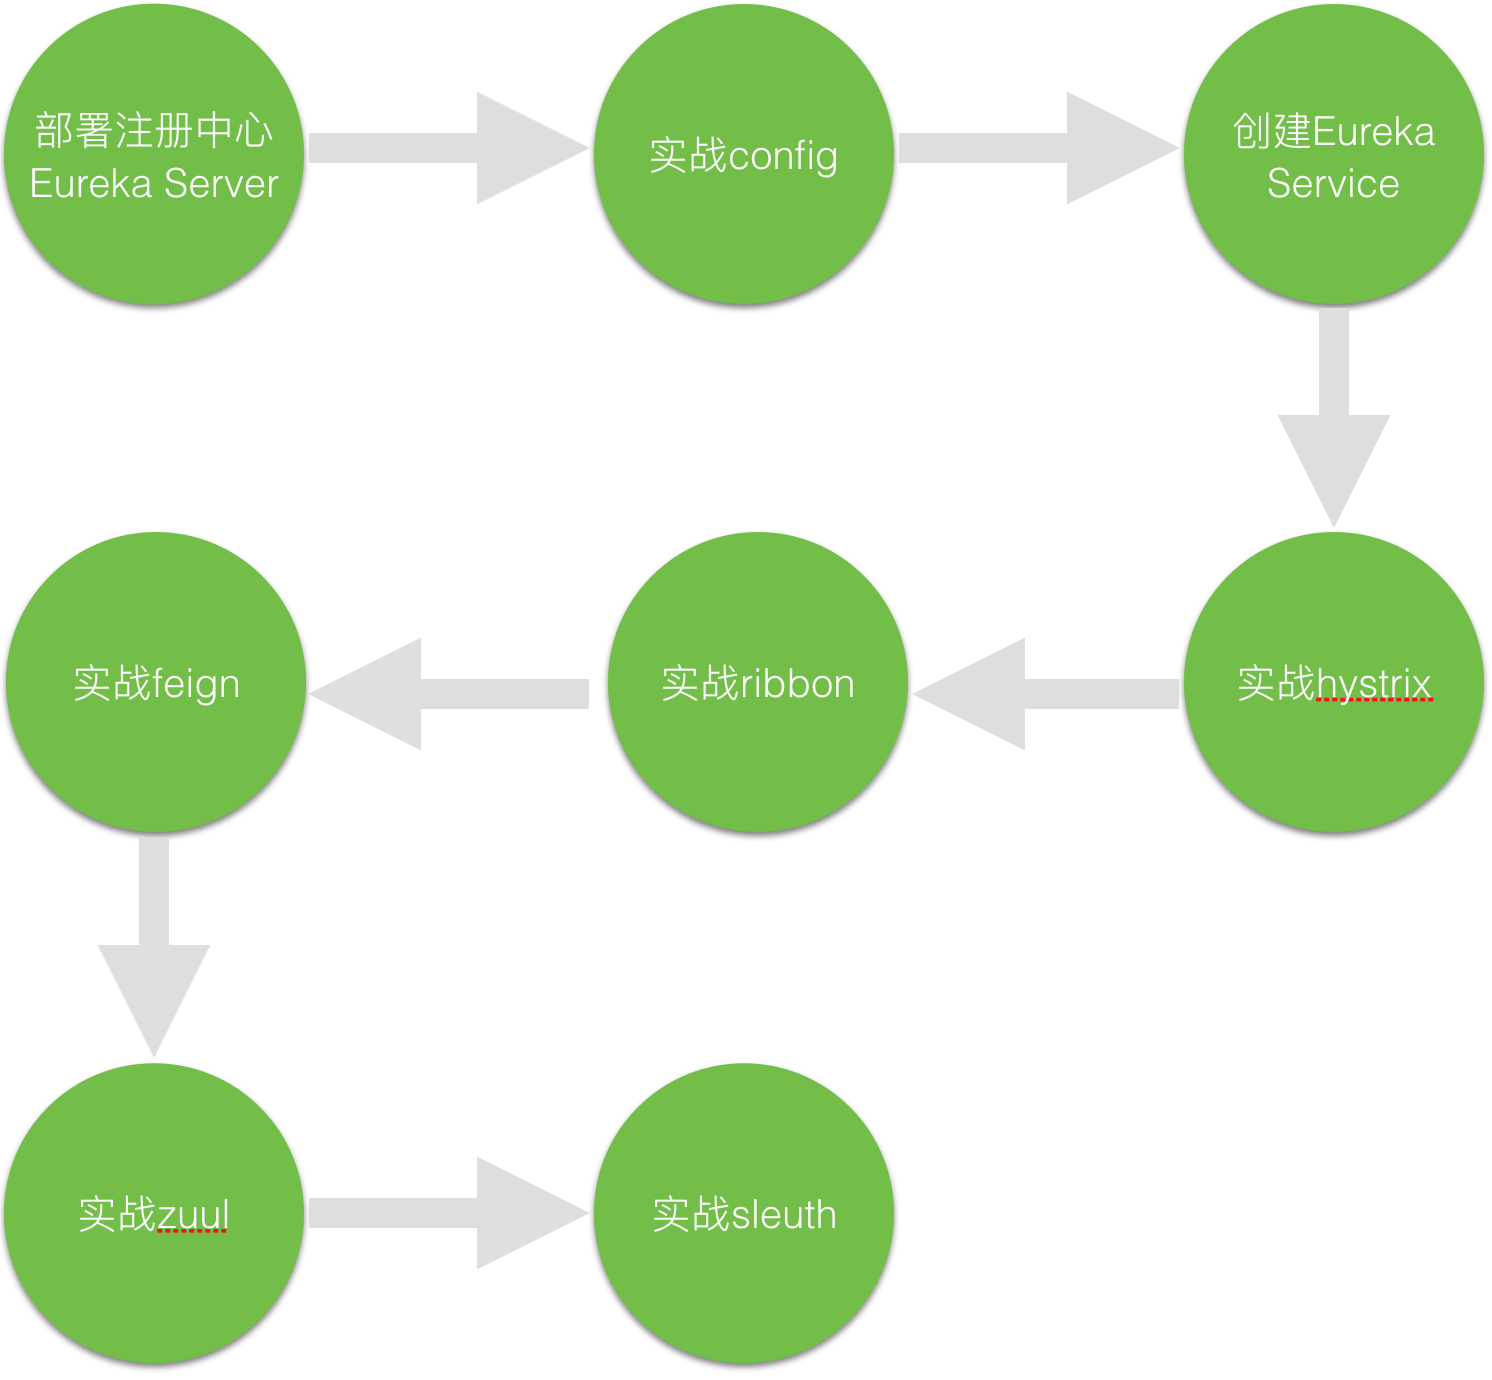 部署注册中心
Eureka Server
实战config
创建Eureka
Service
实战hystrix
实战ribbon
实战feign
实战zuul
实战sleuth